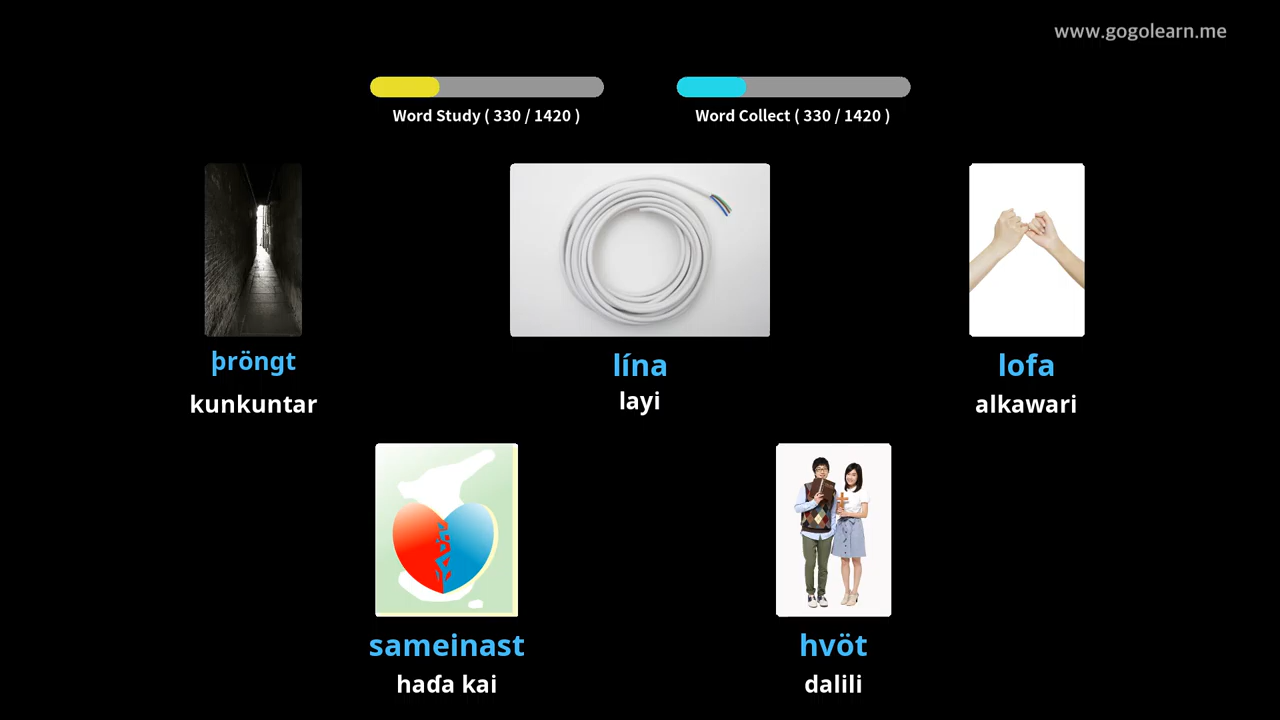 www.gogolearn.me
Word Study ( 330 / 1420 )
Word Collect ( 330 / 1420 )
þröngt
kunkuntar
lína
layi
lofa
alkawari
sameinast
haɗa kai
hvöt
dalili